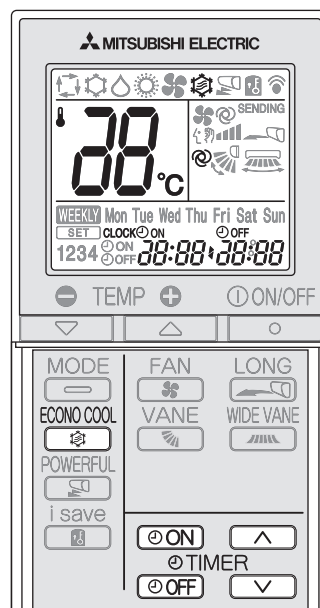 MITSUBISHI ELECTRIC
SENDING
88°C
WEEKLY Mon Tue Wed Thu Fri Sat Sun
SET CLOCK ON OFF
1234 ON OFF 88:88 88:88
TEMP ON/OFF
MODE FAN LONG
ECONO COOL VANE WIDE VANE
POWERFUL
i save
ON
TIMER
OFF